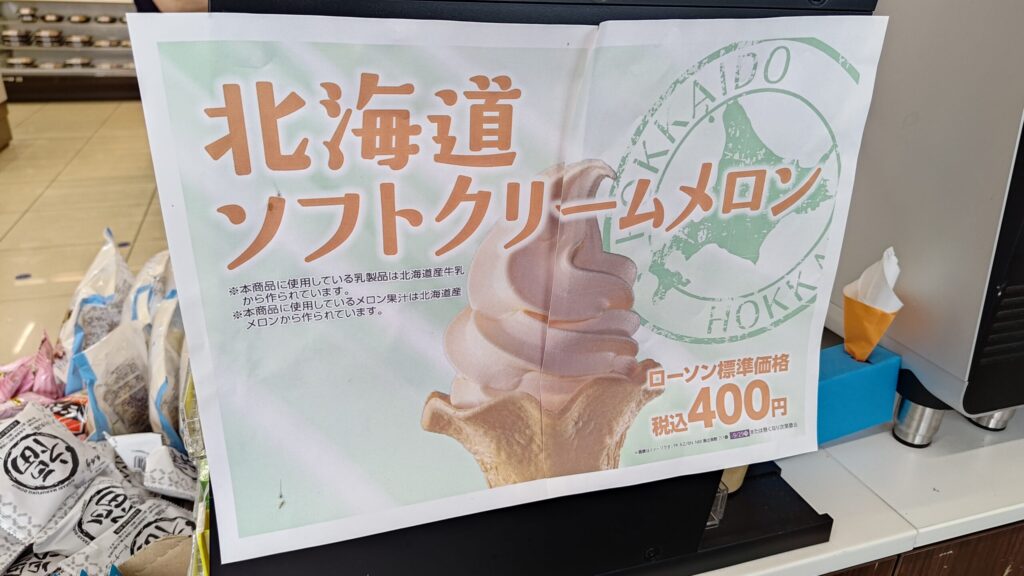 北海道
ソフトクリームメロン
※本商品に使用している乳製品は北海道産牛乳
から作られています。
※本商品に使用しているメロン果汁は北海道産
メロンから作られています。
HOKKAIDO
HOKKA
ローソン標準価格
税込400円